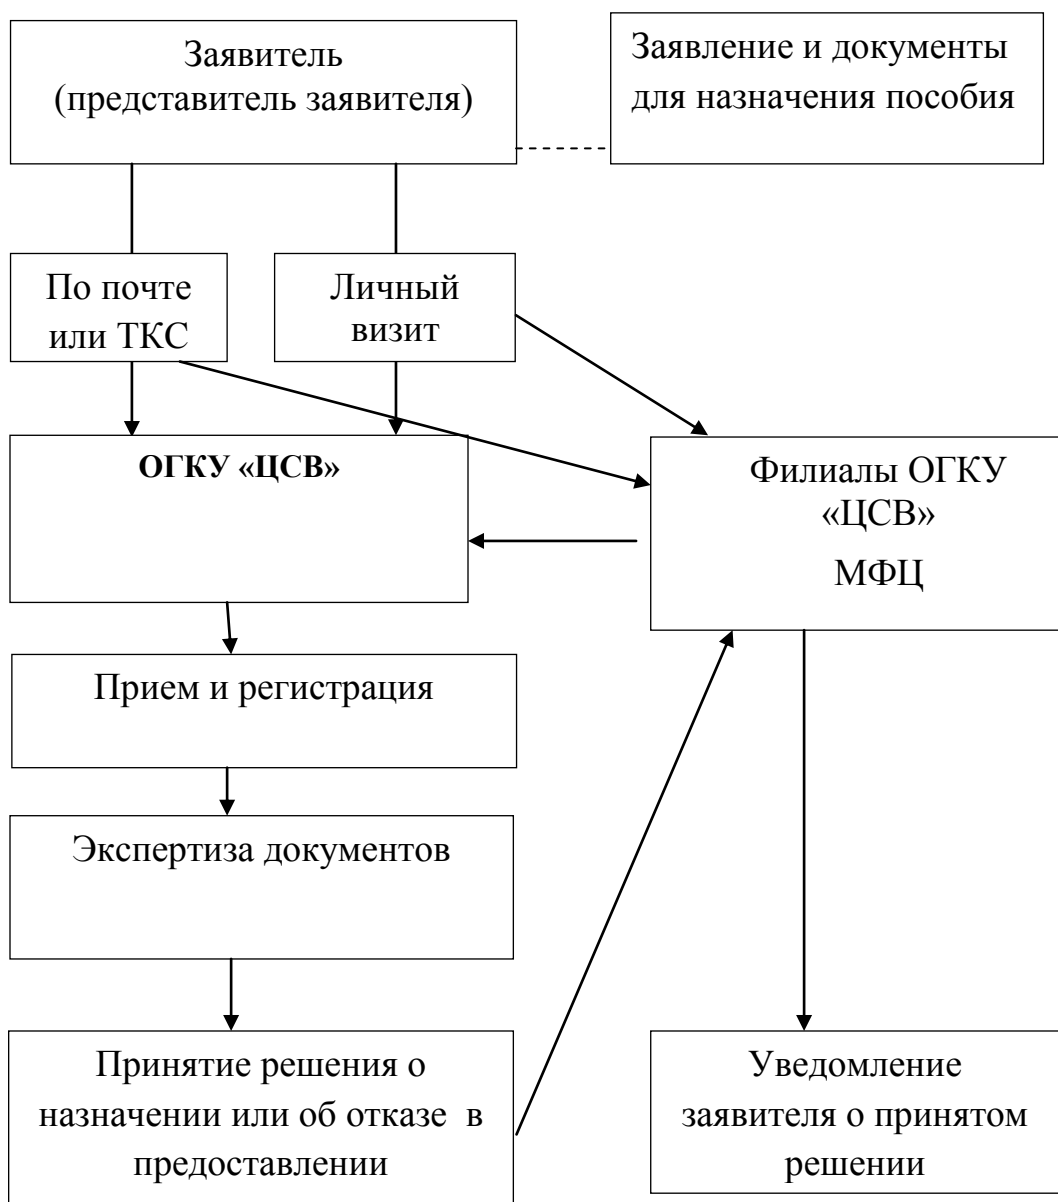 Заявитель
(представитель заявителя)
Заявление и документы
для назначения пособия
По почте
или ТКС
Личный
визит
ОГКУ «ЦСВ»
Филиалы ОГКУ
«ЦСВ»
МФЦ
Прием и регистрация
Экспертиза документов
Принятие решения о
назначении или об отказе в
предоставлении
Уведомление
заявителя о принятом
решении